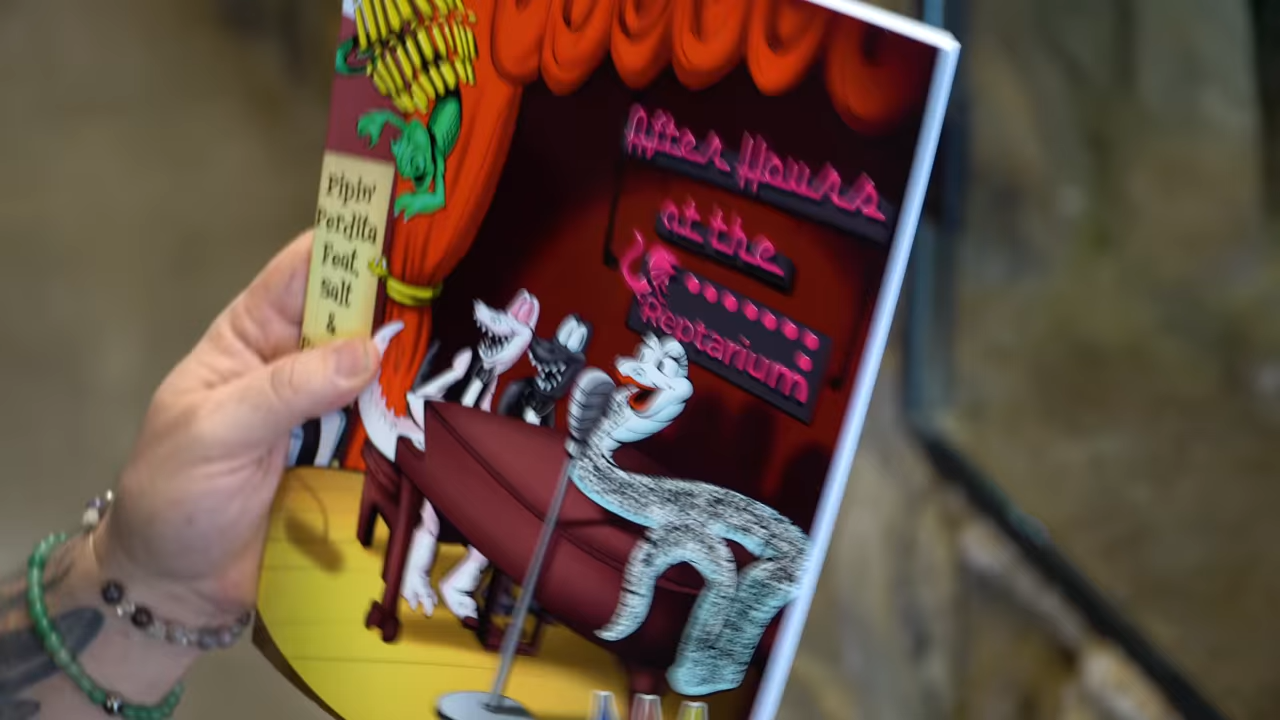 After Hours
at the
Reptarium
Pipin'
Perdita
Feat.
Salt
&